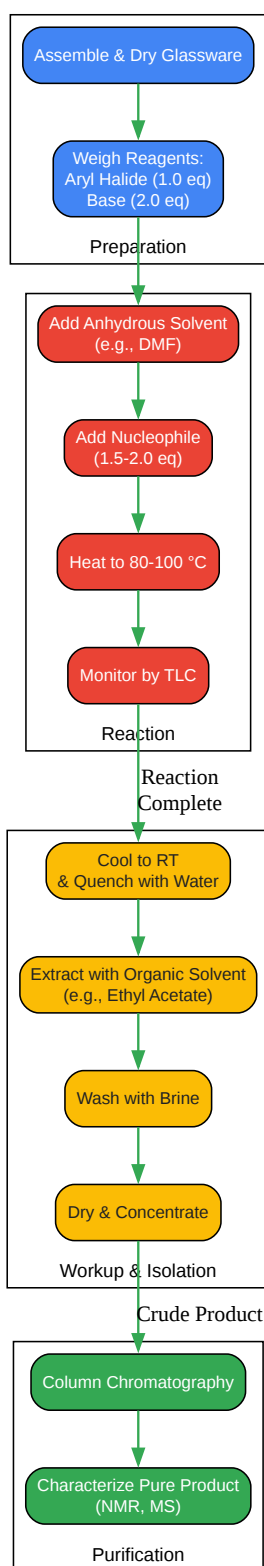 Assemble & Dry Glassware
Weigh Reagents:
Aryl Halide (1.0 eq)
Base (2.0 eq)
Preparation
Add Anhydrous Solvent
(e.g., DMF)
Add Nucleophile
(1.5-2.0 eq)
Heat to 80-100 °C
Monitor by TLC
Reaction
Reaction
Complete
Cool to RT
& Quench with Water
Extract with Organic Solvent
(e.g., Ethyl Acetate)
Wash with Brine
Dry & Concentrate
Workup & Isolation
Crude Product
Column Chromatography
Characterize Pure Product
(NMR, MS)
Purification